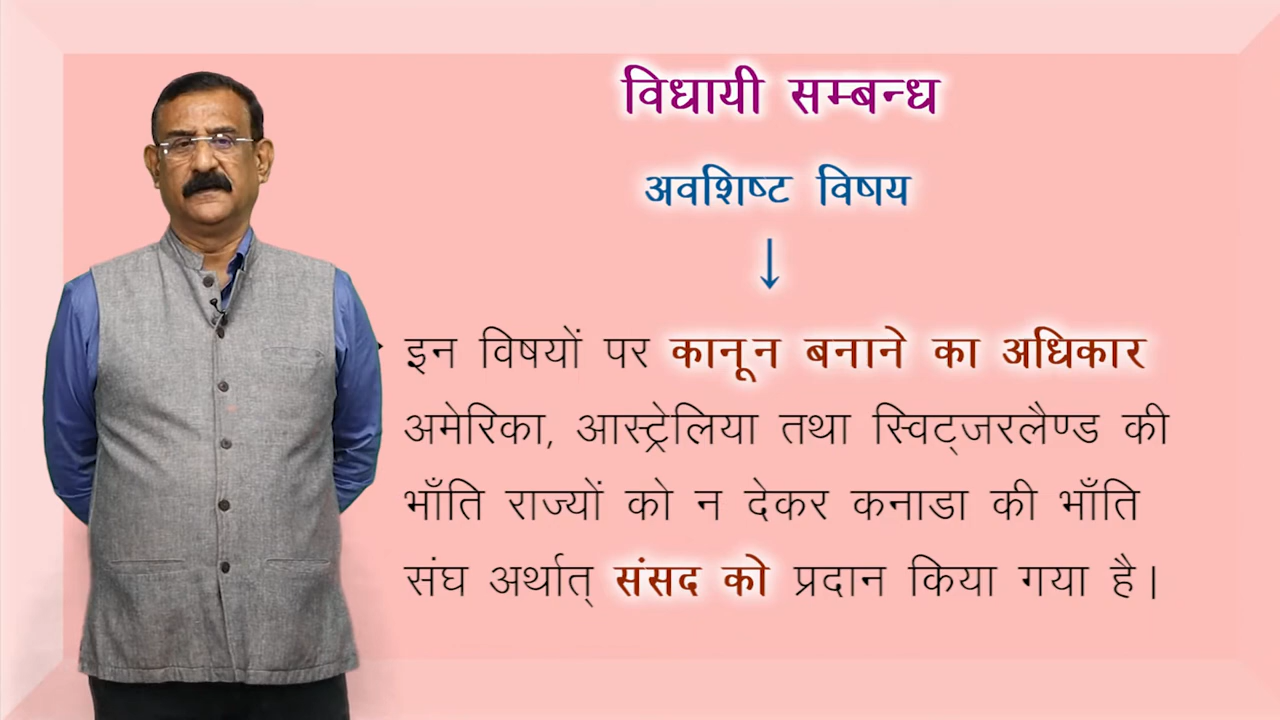 विधायी सम्बन्ध
अवशिष्ट विषय
↓
इन विषयों पर कानून बनाने का अधिकार
अमेरिका, आस्ट्रेलिया तथा स्विट्जरलैण्ड की
भाँति राज्यों को न देकर कनाडा की भाँति
संघ अर्थात् संसद को प्रदान किया गया है।